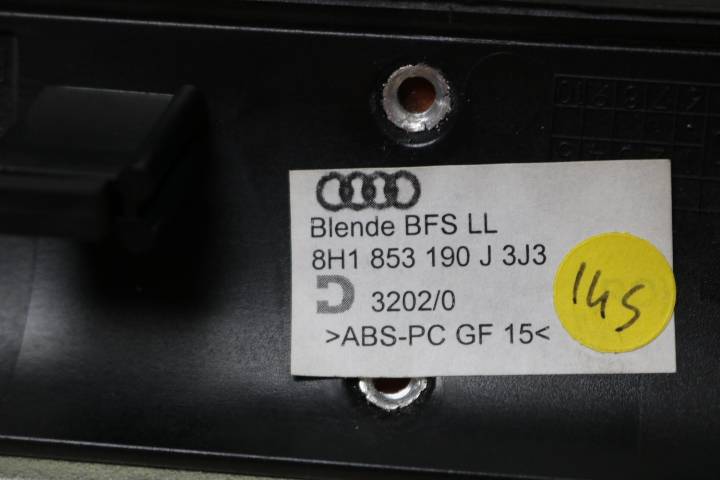 Blende BFS LL
8H1 853 190 J 3J3
3202/0
>ABS-PC GF 15<
145